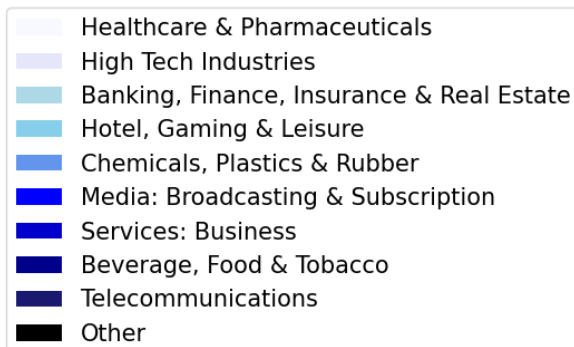 Healthcare & Pharmaceuticals
High Tech Industries
Banking, Finance, Insurance & Real Estate
Hotel, Gaming & Leisure
Chemicals, Plastics & Rubber
Media: Broadcasting & Subscription
Services: Business
Beverage, Food & Tobacco
Telecommunications
Other